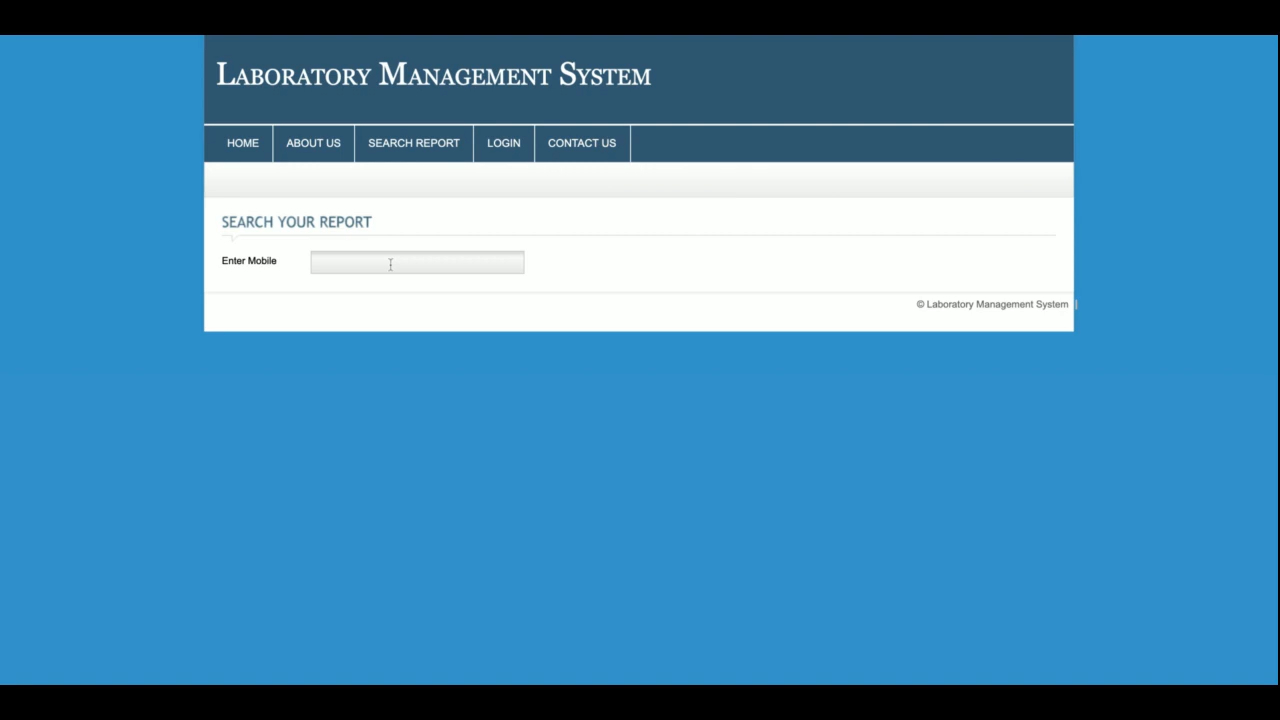 LABORATORY MANAGEMENT SYSTEM
HOME ABOUT US SEARCH REPORT LOGIN CONTACT US
SEARCH YOUR REPORT
Enter Mobile
© Laboratory Management System |